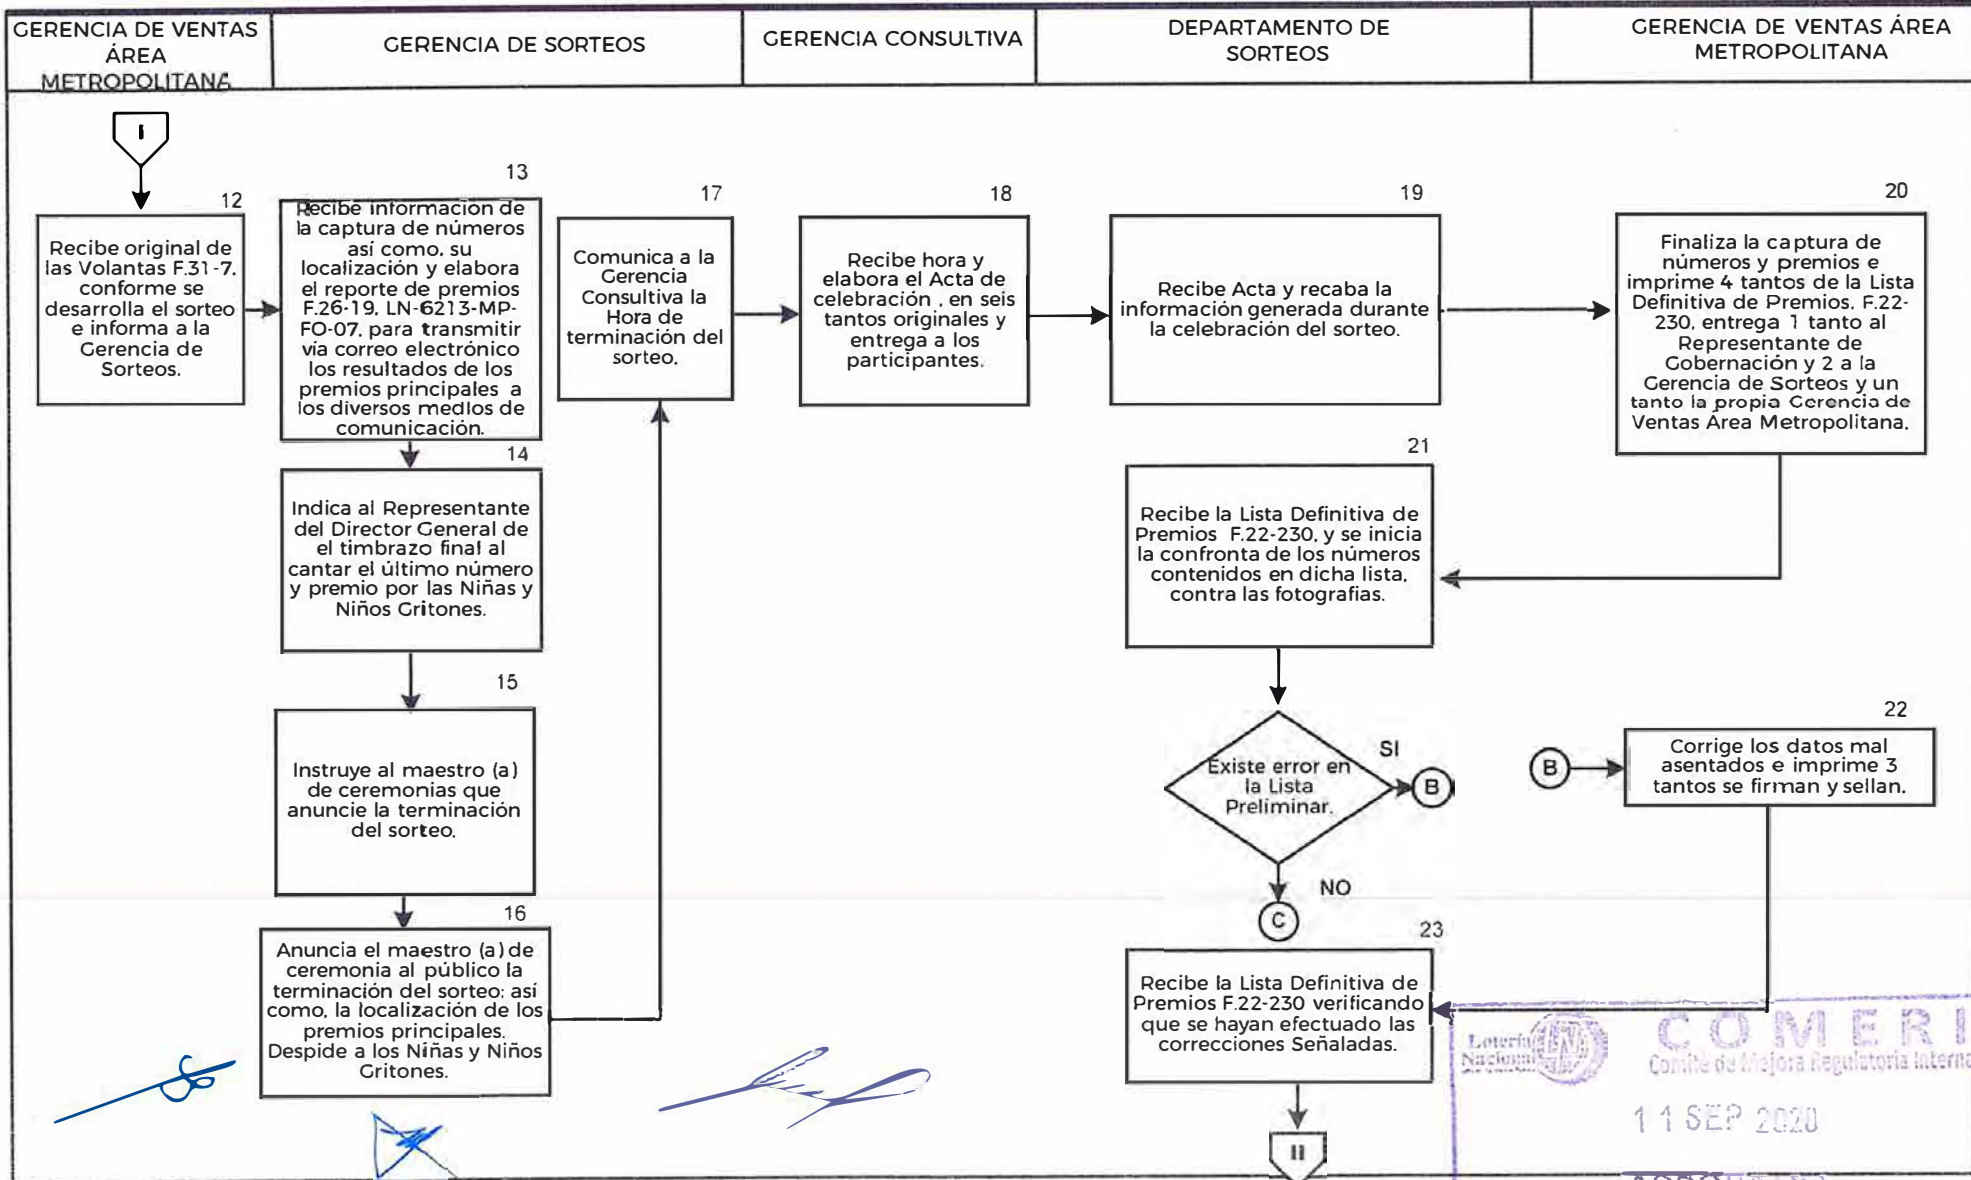 GERENCIA DE VENTAS
ÁREA
METROPOLITANA
GERENCIA DE SORTEOS
GERENCIA CONSULTIVA
DEPARTAMENTO DE
SORTEOS
GERENCIA DE VENTAS ÁREA
METROPOLITANA
I
12
Recibe original de
las Volantas F.31-7,
conforme se
desarrolla el sorteo
e informa a la
Gerencia de
Sorteos.
13
Recibe información de
la captura de números
así como, su
localización y elabora
el reporte de premios
F.26-19, LN-6213-MP-
FO-07, para transmitir
vía correo electrónico
los resultados de los
premios principales a
los diversos medios de
comunicación.
14
Indica al Representante
del Director General de
el timbrazo final al
cantar el último número
y premio por las Niñas y
Niños Gritones.
15
Instruye al maestro (a)
de ceremonias que
anuncie la terminación
del sorteo.
16
Anuncia el maestro (a) de
ceremonia al público la
terminación del sorteo: así
como, la localización de los
premios principales.
Despide a los Niñas y Niños
Gritones.
17
Comunica a la
Gerencia
Consultiva la
Hora de
terminación del
sorteo.
18
Recibe hora y
elabora el Acta de
celebración , en seis
tantos originales y
entrega a los
participantes.
19
Recibe Acta y recaba la
información generada durante
la celebración del sorteo.
20
Finaliza la captura de
números y premios e
imprime 4 tantos de la Lista
Definitiva de Premios. F.22-
230, entrega 1 tanto al
Representante de
Gobernación y 2 a la
Gerencia de Sorteos y un
tanto la propia Gerencia de
Ventas Área Metropolitana.
21
Recibe la Lista Definitiva de
Premios F.22-230, y se inicia
la confronta de los números
contenidos en dicha lista,
contra las fotografias.
Existe error en
la Lista
Preliminar.
SI
B
NO
C
22
B
Corrige los datos mal
asentados e imprime 3
tantos se firman y sellan.
23
Recibe la Lista Definitiva de
Premios F.22-230 verificando
que se hayan efectuado las
correcciones Señaladas.
II
Lotería
Nacional
COMERI
Comité de Mejora Regulatoria Interna
11 SEP 2020